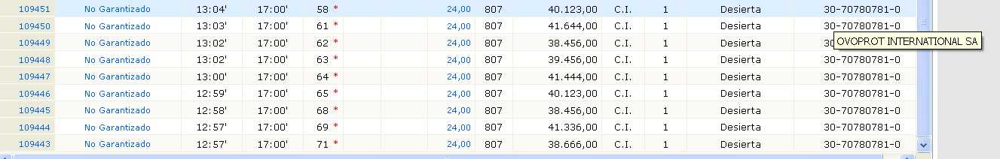 109451 No Garantizado 13:04' 17:00' 58 * 24,00 807 40.123,00 C.I. 1 Desierta 30-70780781-0
109450 No Garantizado 13:03' 17:00' 61 * 24,00 807 41.644,00 C.I. 1 Desierta 30-70780781-0
OVOPROT INTERNATIONAL SA
109449 No Garantizado 13:02' 17:00' 62 * 24,00 807 38.456,00 C.I. 1 Desierta 30
109448 No Garantizado 13:02' 17:00' 63 * 24,00 807 39.456,00 C.I. 1 Desierta 30-70780781-0
109447 No Garantizado 13:00' 17:00' 64 * 24,00 807 41.444,00 C.I. 1 Desierta 30-70780781-0
109446 No Garantizado 12:59' 17:00' 65 * 24,00 807 40.123,00 C.I. 1 Desierta 30-70780781-0
109445 No Garantizado 12:58' 17:00' 68 * 24,00 807 38.456,00 C.I. 1 Desierta 30-70780781-0
109444 No Garantizado 12:57' 17:00' 69 * 24,00 807 41.336,00 C.I. 1 Desierta 30-70780781-0
109443 No Garantizado 12:57' 17:00' 71 * 24,00 807 38.666,00 C.I. 1 Desierta 30-70780781-0